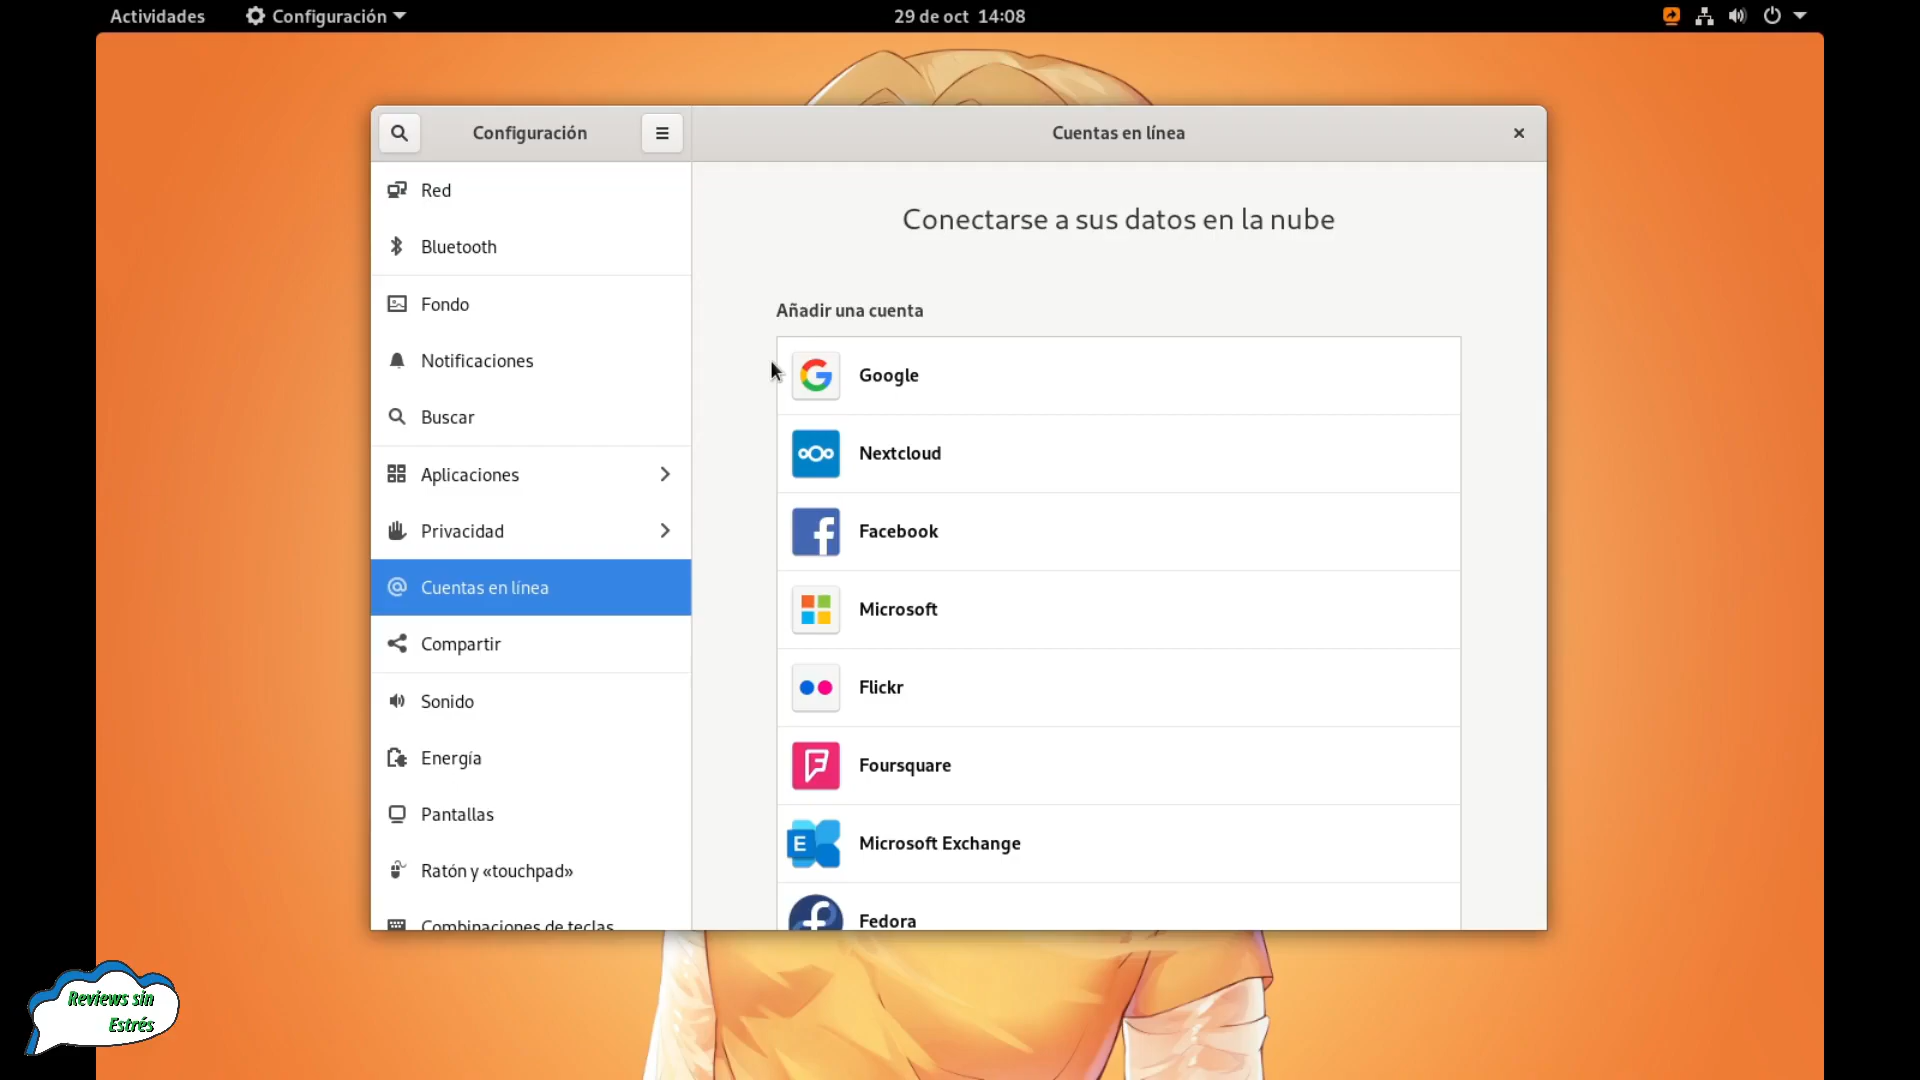 Actividades
Configuración
29 de oct 14:08
Configuración
Cuentas en línea
Red
Bluetooth
Fondo
Notificaciones
Buscar
Aplicaciones
Privacidad
Cuentas en línea
Compartir
Sonido
Energía
Pantallas
Ratón y «touchpad»
Combinaciones de teclas
Conectarse a sus datos en la nube
Añadir una cuenta
Google
Nextcloud
Facebook
Microsoft
Flickr
Foursquare
E Microsoft Exchange
Fedora
Reviews sin
Estrés